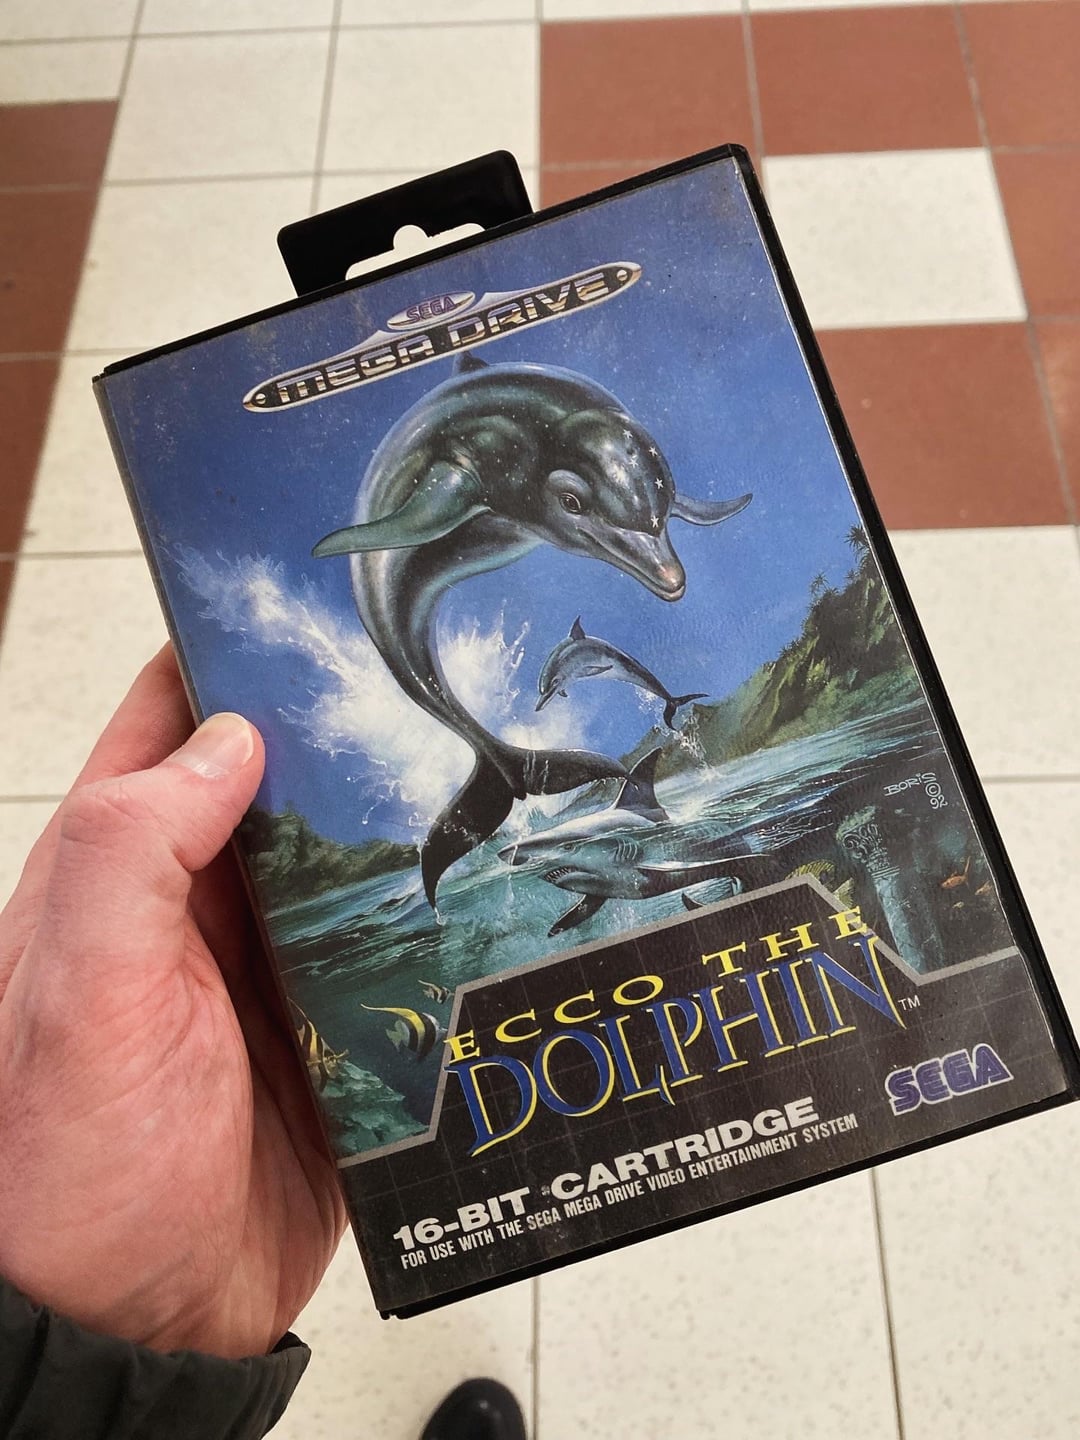 SEGA
MEGA DRIVE
BORIS
©
92
ECCO THE
DOLPHIN™
SEGA
16-BIT CARTRIDGE
FOR USE WITH THE SEGA MEGA DRIVE VIDEO ENTERTAINMENT SYSTEM